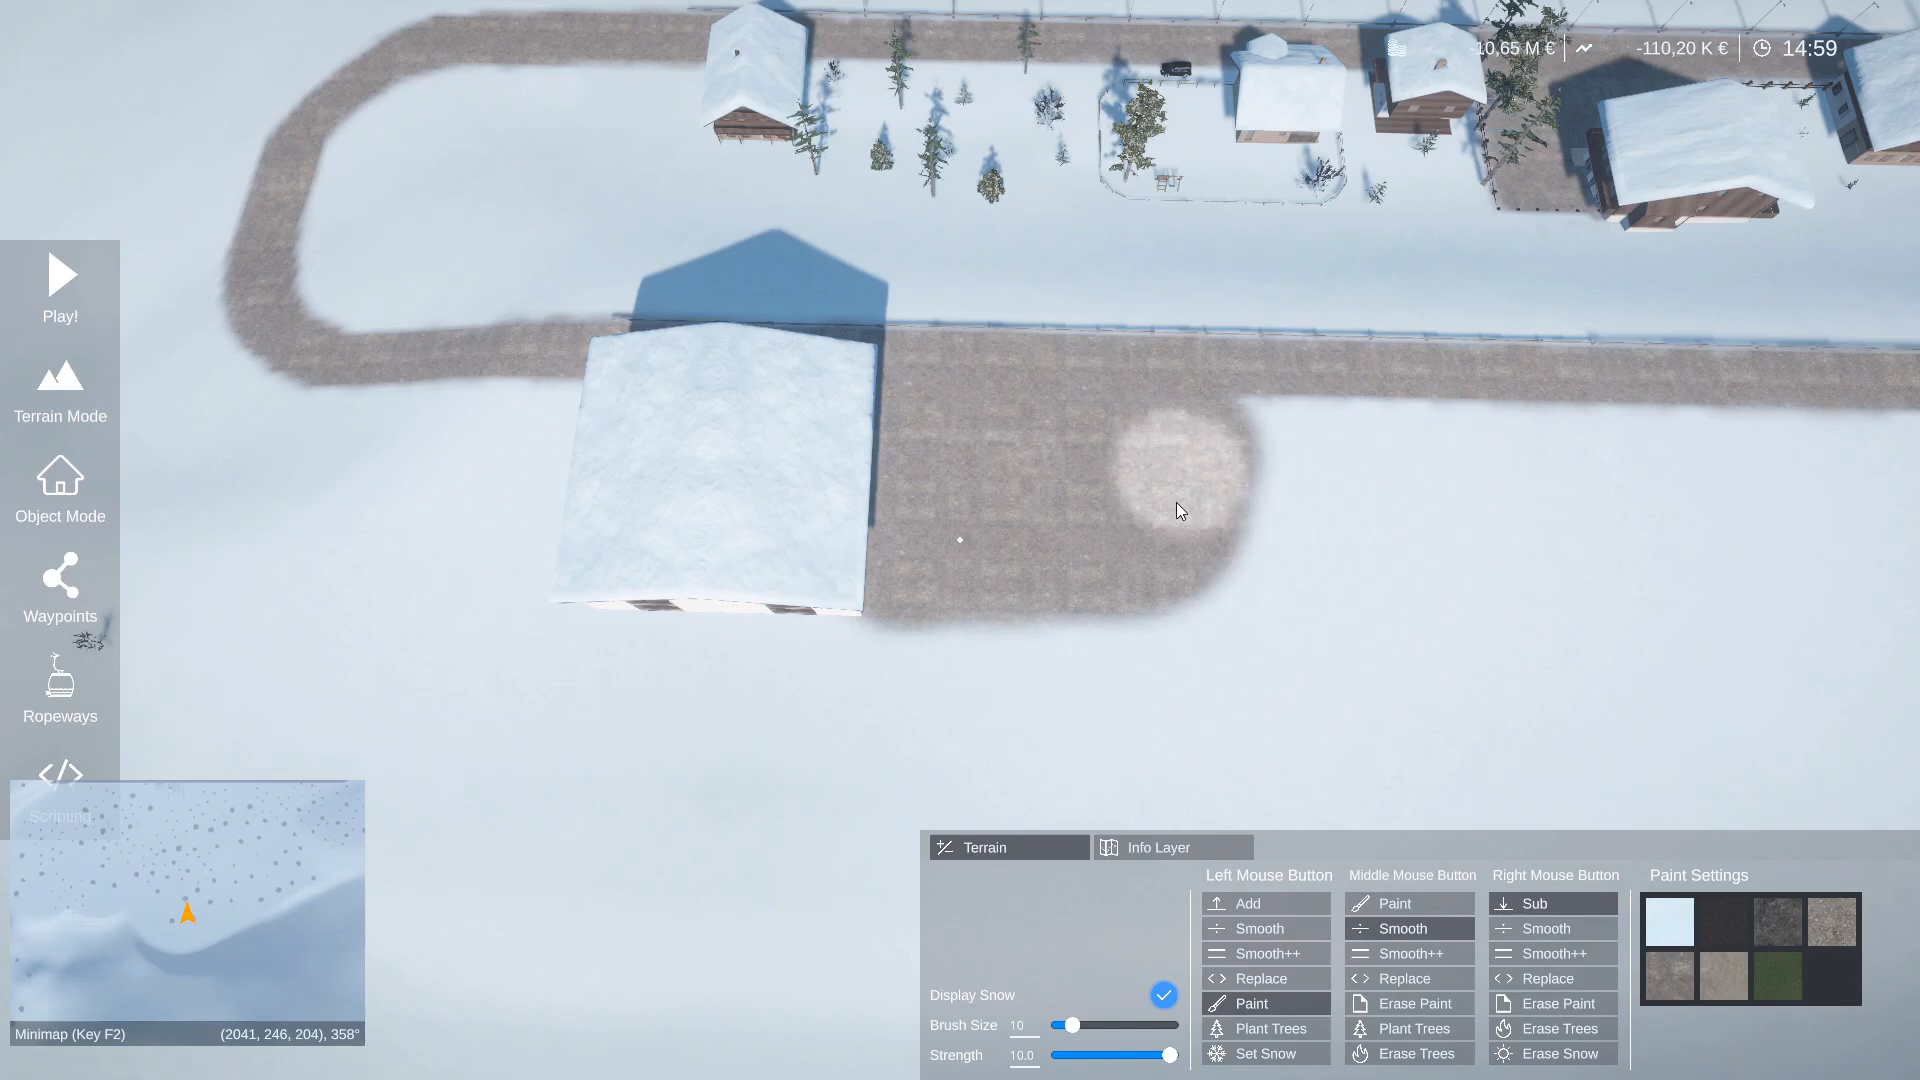 -10,65 M €
-110,20 K €
14:59
Play!
Terrain Mode
Object Mode
Waypoints
Ropeways
Scripting
Minimap (Key F2)
(2041, 246, 204), 358°
Terrain
Info Layer
Display Snow
Brush Size 10
Strength 10.0
Left Mouse Button
Add
Smooth
Smooth++
Replace
Paint
Plant Trees
Set Snow
Middle Mouse Button
Paint
Smooth
Smooth++
Replace
Erase Paint
Plant Trees
Erase Trees
Right Mouse Button
Sub
Smooth
Smooth++
Replace
Erase Paint
Erase Trees
Erase Snow
Paint Settings